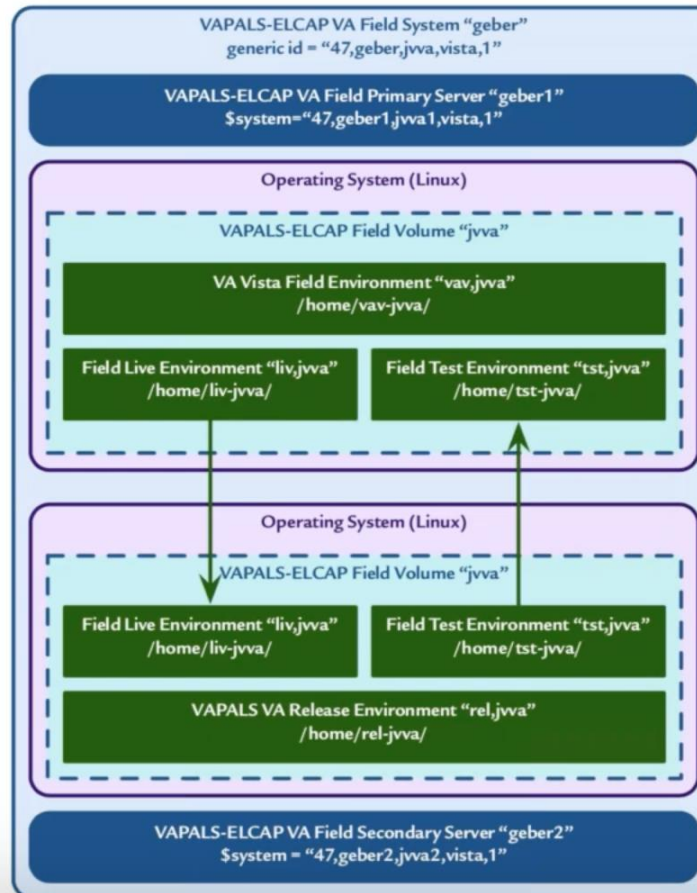 VAPALS-ELCAP VA Field System “geber”
generic id = “47,geber,jvva,vista,1”
VAPALS-ELCAP VA Field Primary Server “geber1”
$system=“47,geber1,jvva1,vista,1”
Operating System (Linux)
VAPALS-ELCAP Field Volume “jvva”
VA Vista Field Environment “vav,jvva”
/home/vav-jvva/
Field Live Environment “liv,jvva”
/home/liv-jvva/
Field Test Environment “tst,jvva”
/home/tst-jvva/
Operating System (Linux)
VAPALS-ELCAP Field Volume “jvva”
Field Live Environment “liv,jvva”
/home/liv-jvva/
Field Test Environment “tst,jvva”
/home/tst-jvva/
VAPALS VA Release Environment “rel,jvva”
/home/rel-jvva/
VAPALS-ELCAP VA Field Secondary Server “geber2”
$system = “47,geber2,jvva2,vista,1”